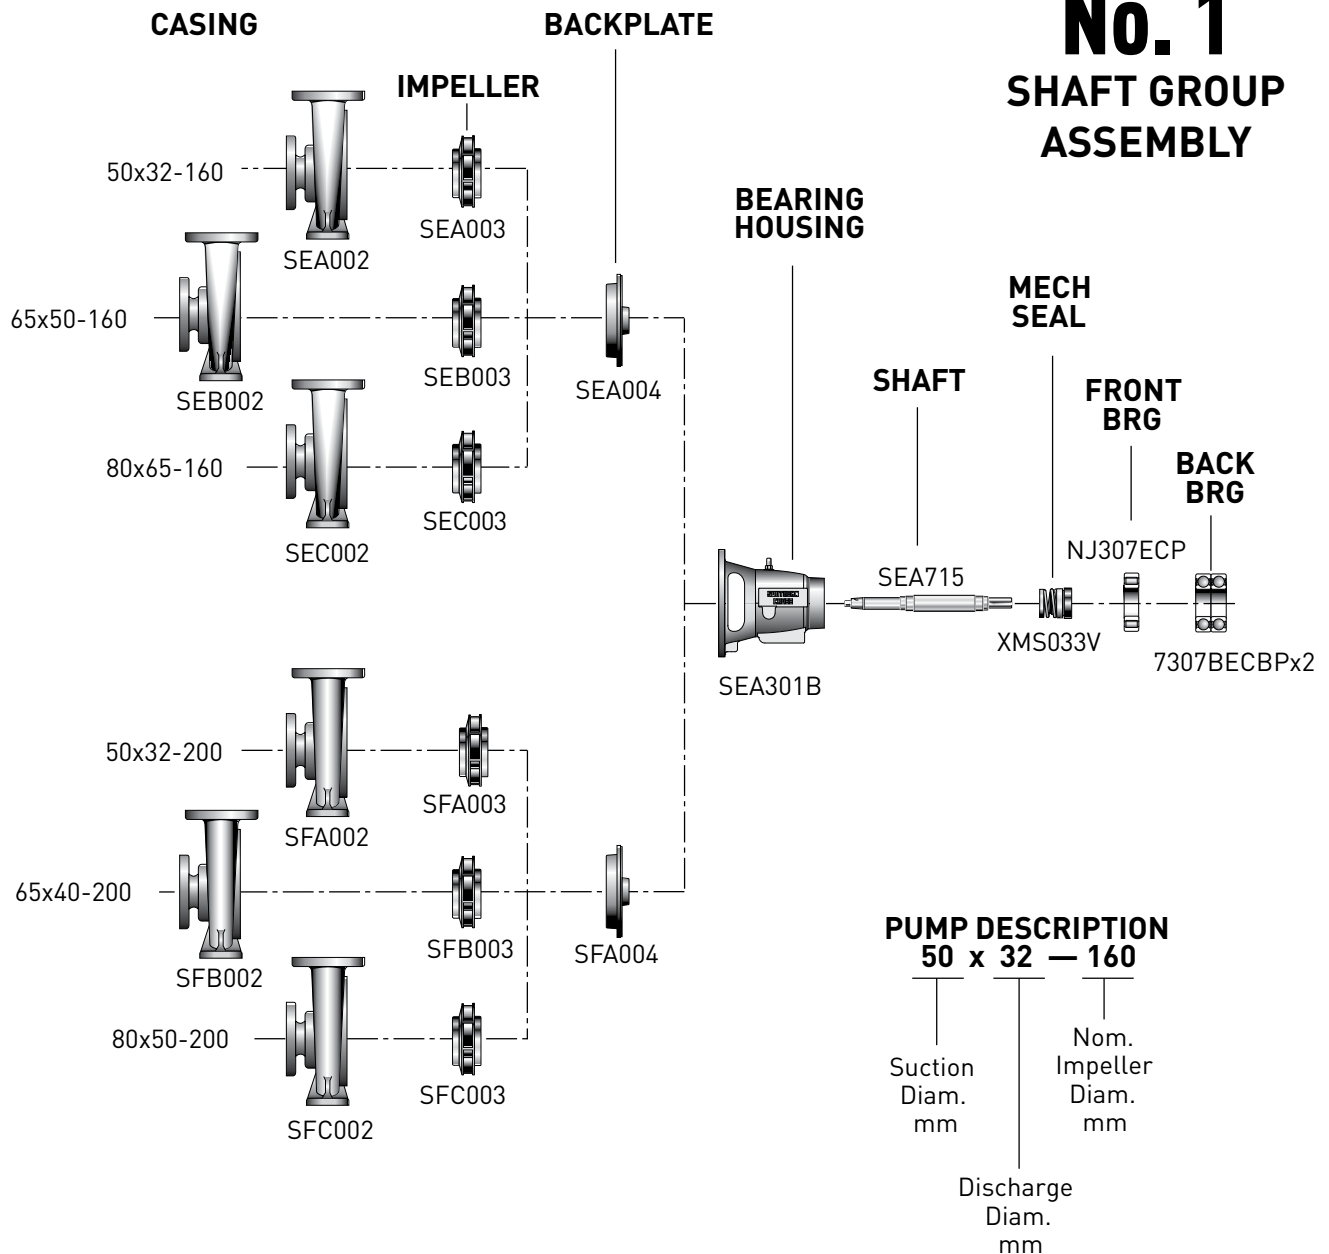 CASING
BACKPLATE
No. 1
SHAFT GROUP
ASSEMBLY
IMPELLER
50x32-160
SEA002
SEA003
BEARING
HOUSING
65x50-160
SEB002
SEB003
SEA004
MECH
SEAL
SHAFT
FRONT
BRG
BACK
BRG
80x65-160
SEC002
SEC003
NJ307ECP
SEA715
XMS033V
7307BECBPx2
SEA301B
50x32-200
SFA002
SFA003
65x40-200
SFB002
SFB003
SFA004
80x50-200
SFC002
SFC003
PUMP DESCRIPTION
50 x 32 — 160
Suction
Diam.
mm
Discharge
Diam.
mm
Nom.
Impeller
Diam.
mm